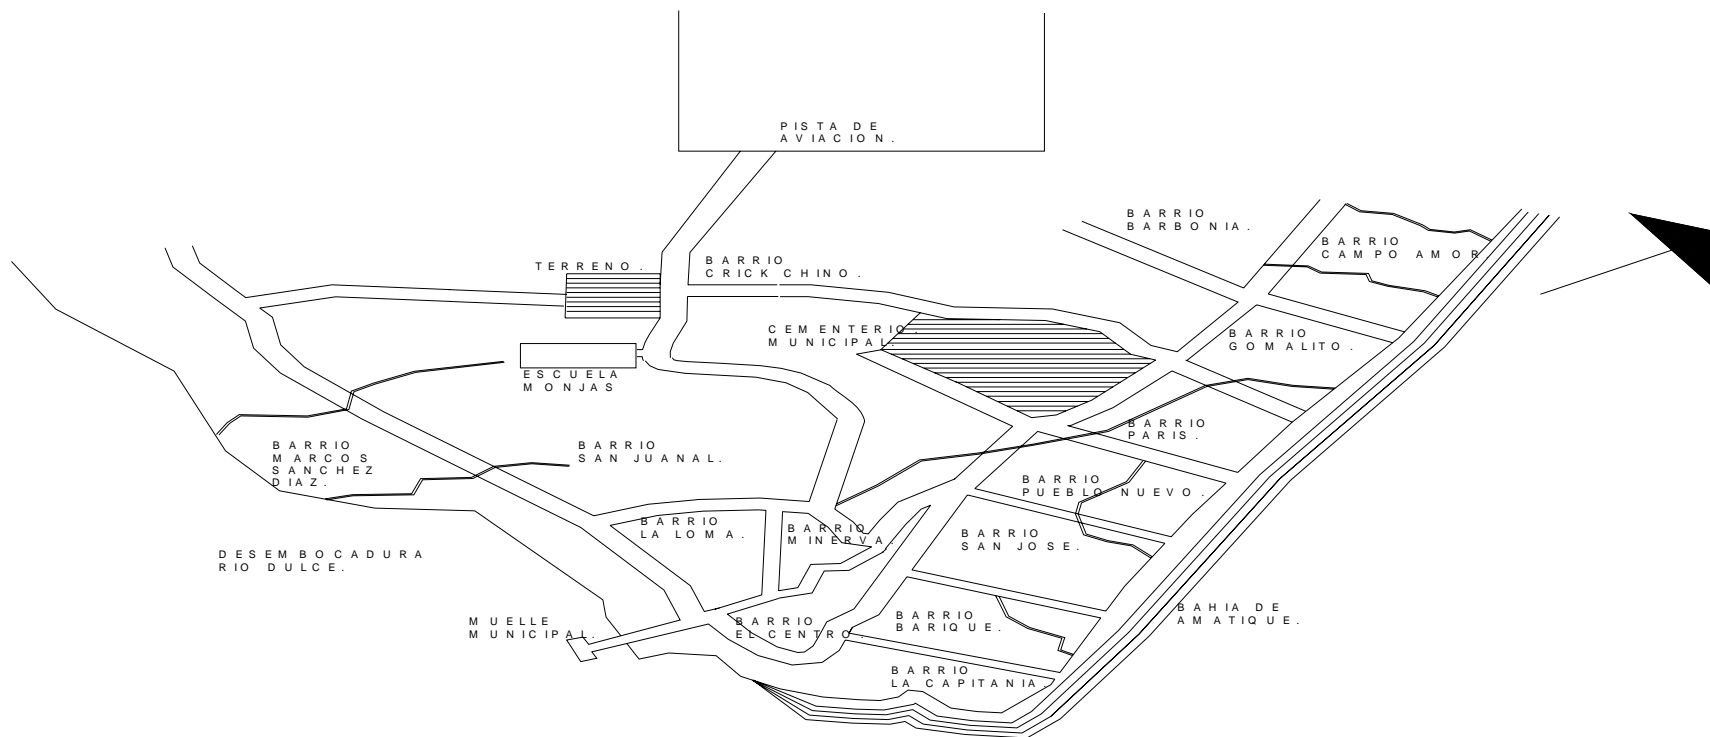 PISTA DE
AVIACION.
BARRIO
BARBONIA.
BARRIO
CAMPO AMOR.
TERRENO.
BARRIO
CRICK CHINO.
CEMENTERIO.
MUNICIPAL.
BARRIO
GOMALITO.
ESCUELA
MONJAS
BARRIO
PARIS.
BARRIO
MARCOS
SANCHEZ
DIAZ.
BARRIO
SAN JUANAL.
BARRIO
PUEBLO NUEVO.
BARRIO
LA LOMA.
BARRIO
MINERVA.
BARRIO
SAN JOSE.
DESEMBOCADURA
RIO DULCE.
MUELLE
MUNICIPAL.
BARRIO
EL CENTRO.
BARRIO
BARIQUE.
BAHIA DE
AMATIQUE.
BARRIO
LA CAPITANIA.